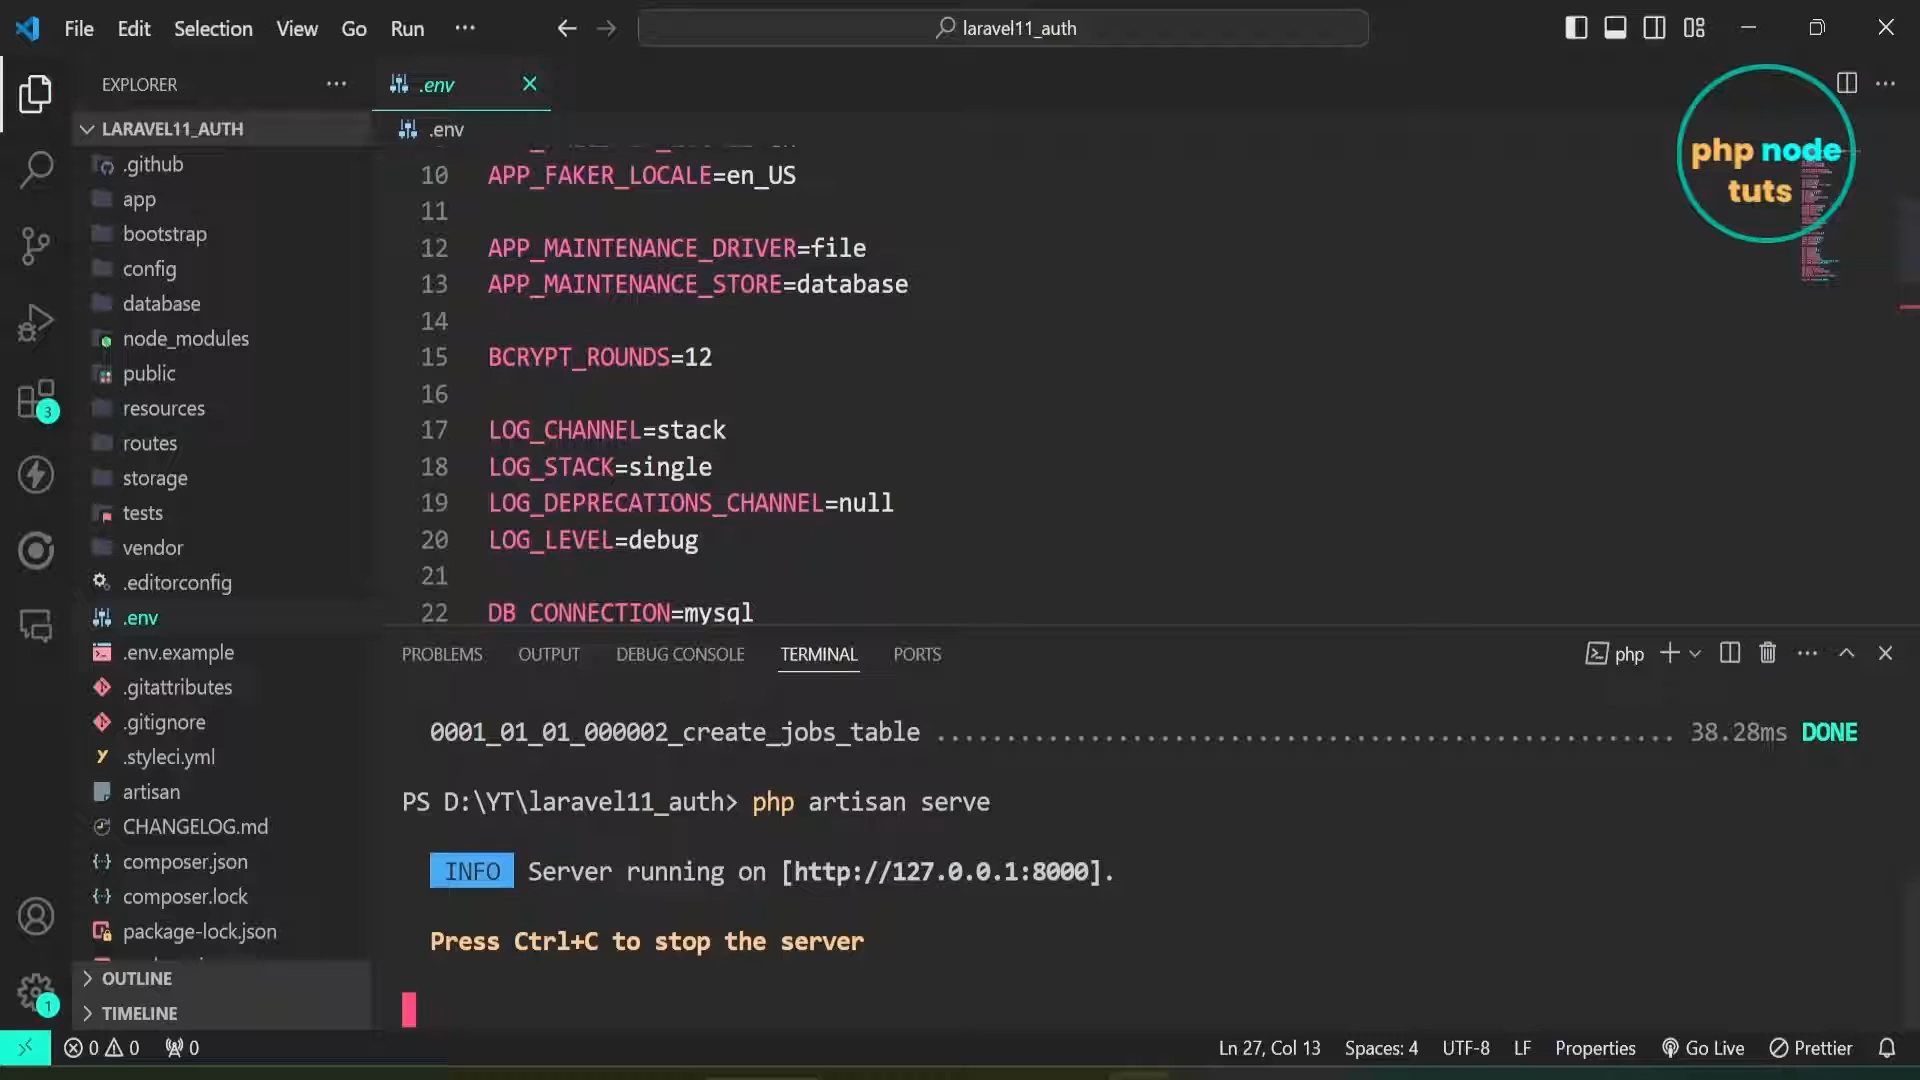 File Edit Selection View Go Run ··· laravel11_auth
EXPLORER ···
.env
LARAVEL11_AUTH
.env
.github
app
bootstrap
config
database
node_modules
public
resources
routes
storage
tests
vendor
.editorconfig
.env
.env.example
.gitattributes
.gitignore
.styleci.yml
artisan
CHANGELOG.md
composer.json
composer.lock
package-lock.json
OUTLINE
TIMELINE
3
1
10 APP_FAKER_LOCALE=en_US
11
12 APP_MAINTENANCE_DRIVER=file
13 APP_MAINTENANCE_STORE=database
14
15 BCRYPT_ROUNDS=12
16
17 LOG_CHANNEL=stack
18 LOG_STACK=single
19 LOG_DEPRECATIONS_CHANNEL=null
20 LOG_LEVEL=debug
21
22 DB_CONNECTION=mysql
php node
tuts
PROBLEMS OUTPUT DEBUG CONSOLE TERMINAL PORTS php
0001_01_01_000002_create_jobs_table ..................................................... 38.28ms DONE
PS D:\YT\laravel11_auth> php artisan serve
INFO Server running on [http://127.0.0.1:8000].
Press Ctrl+C to stop the server
0 0 0 Ln 27, Col 13 Spaces: 4 UTF-8 LF Properties Go Live Prettier